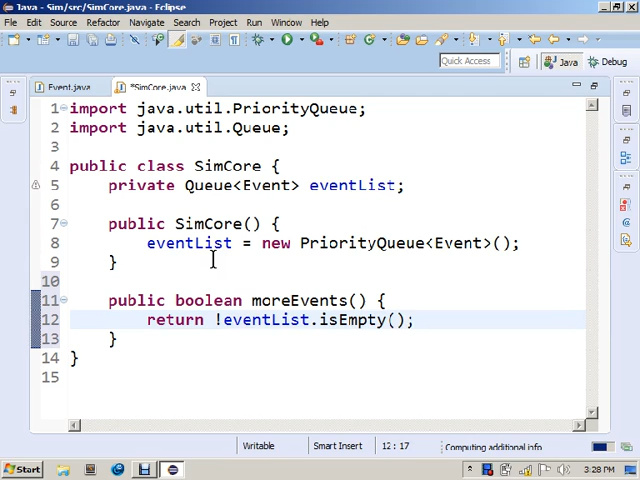 Java - Sim/src/SimCore.java - Eclipse
File Edit Source Refactor Navigate Search Project Run Window Help
Quick Access Java Debug
Event.java *SimCore.java
1 import java.util.PriorityQueue;
2 import java.util.Queue;
3
4 public class SimCore {
5 private Queue<Event> eventList;
6
7 public SimCore() {
8 eventList = new PriorityQueue<Event>();
9 }
10
11 public boolean moreEvents() {
12 return !eventList.isEmpty();
13 }
14 }
15
Writable Smart Insert 12 : 17 Computing additional info
Start 3:28 PM